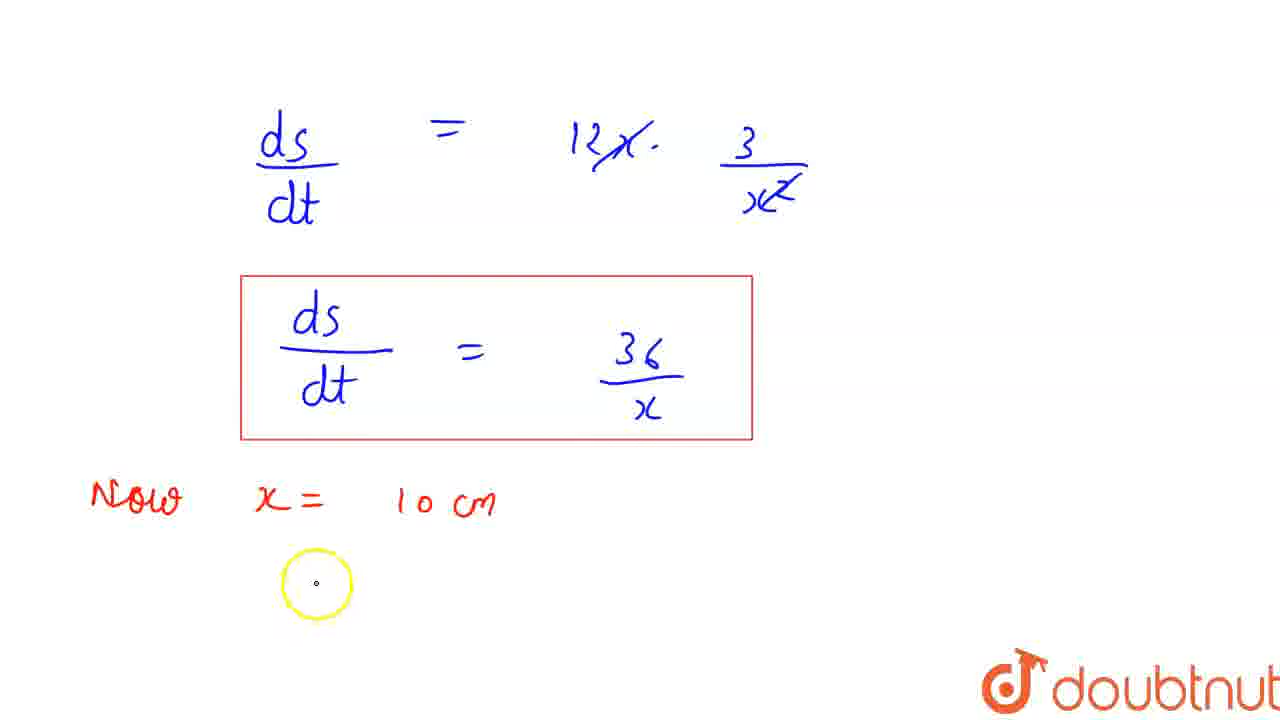 ds/dt = 12x · 3/x²
ds/dt = 36/x
Now x = 10 cm
doubtnut